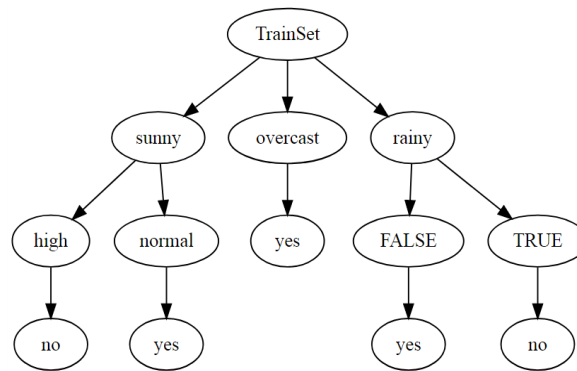 TrainSet
sunny overcast rainy
high normal yes FALSE TRUE
no yes yes no